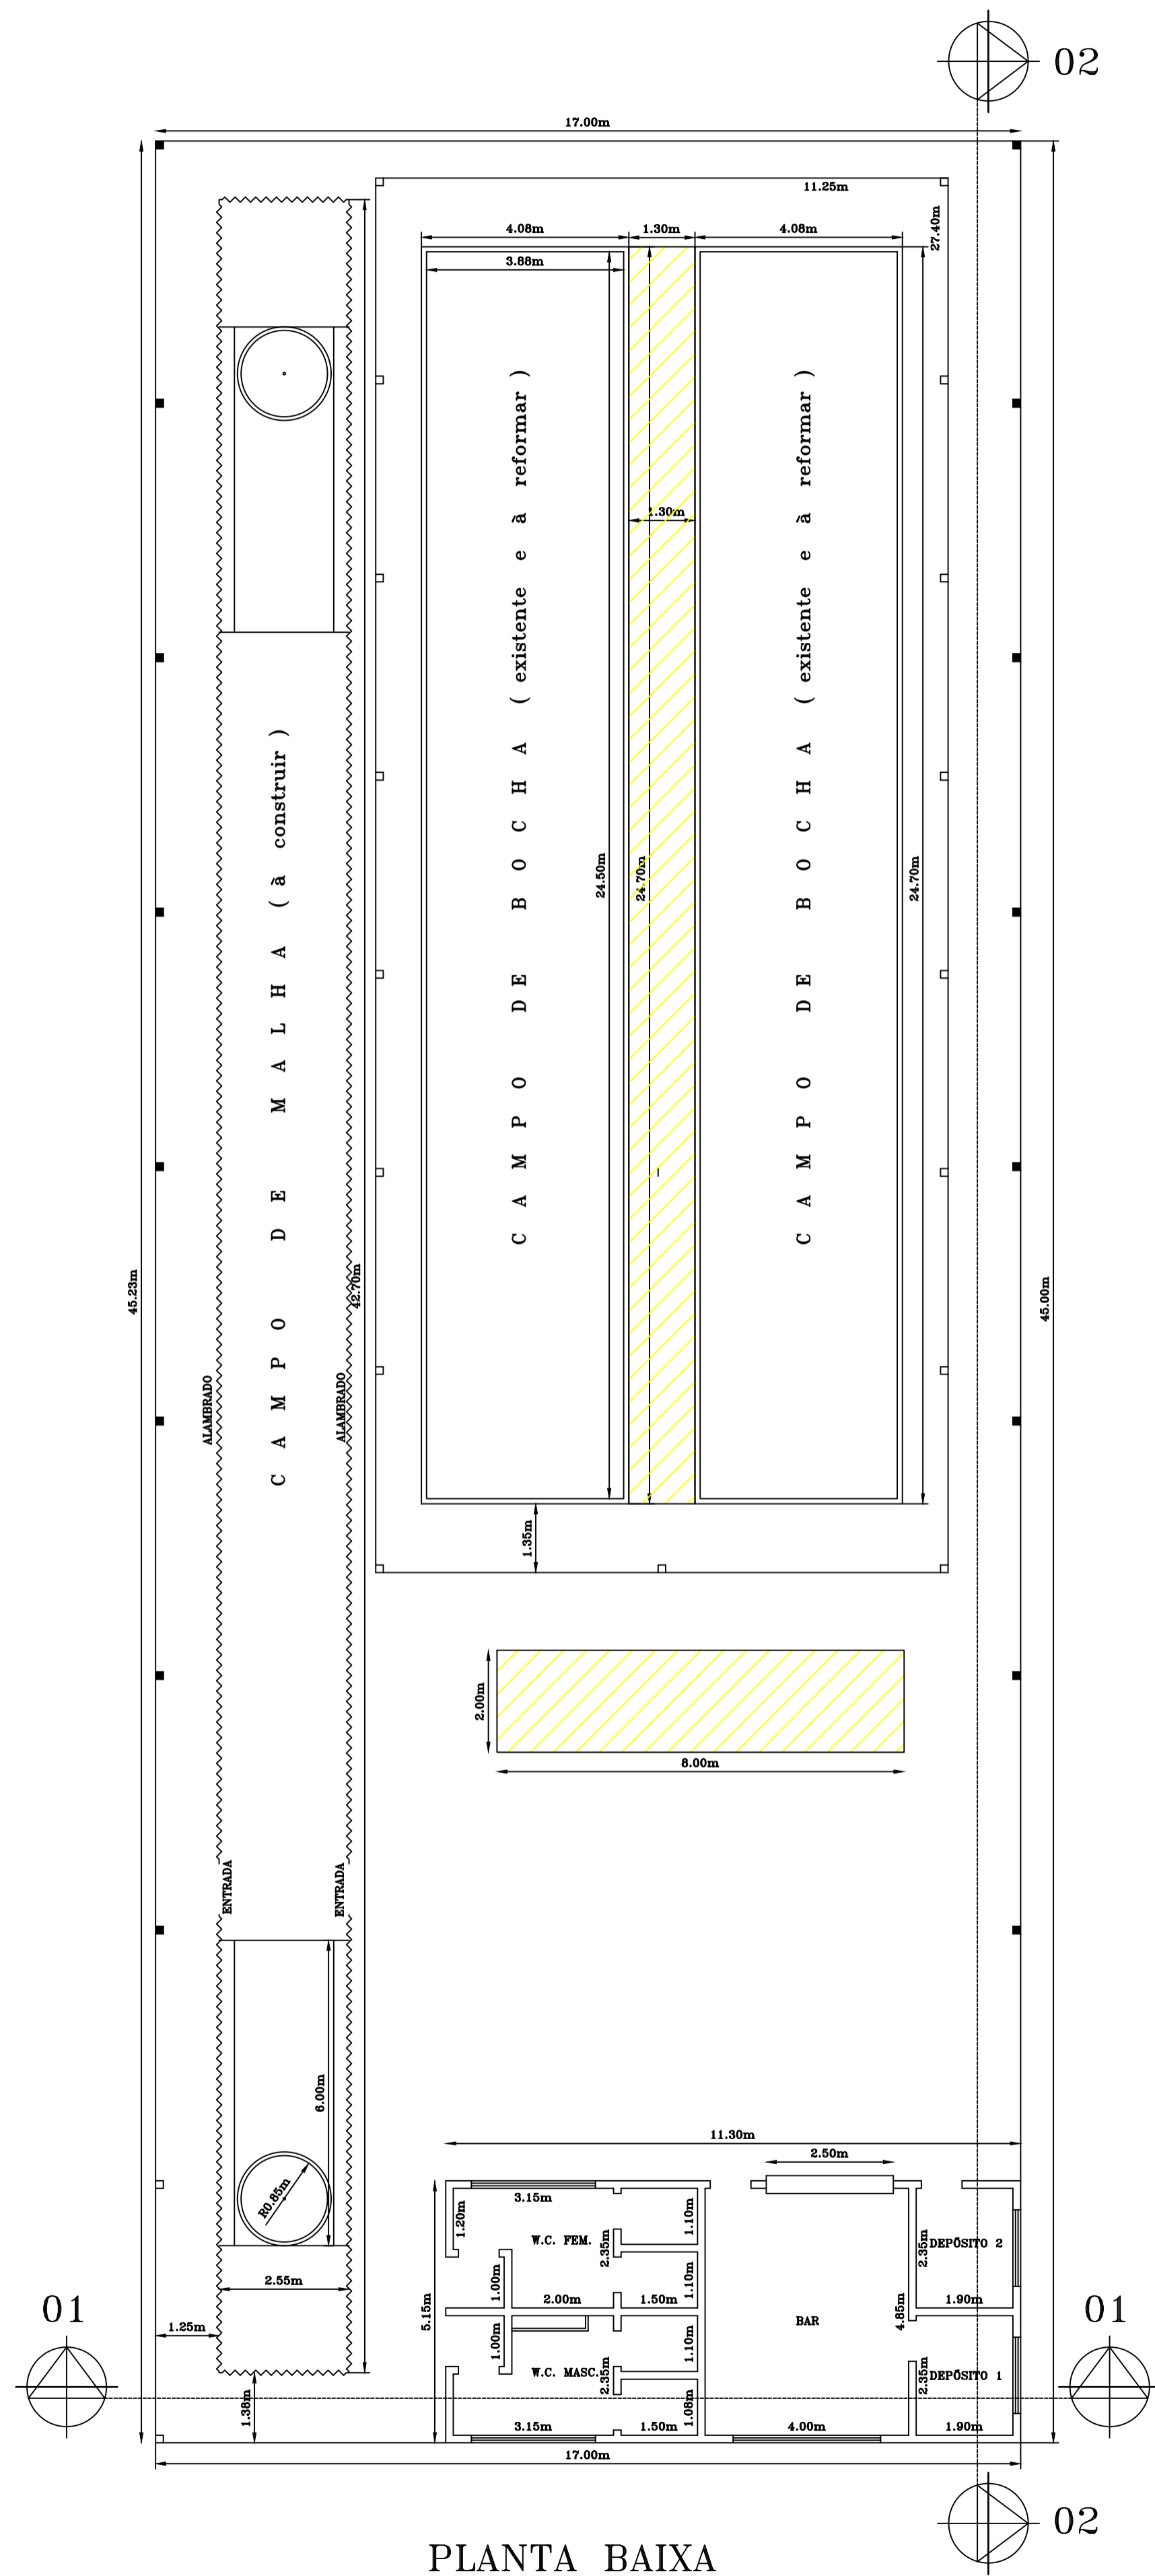 02
17.00m
11.25m
27.40m
4.08m
1.30m
4.08m
3.88m
CAMPO DE BOCHA ( existente e à reformar )
CAMPO DE BOCHA ( existente e à reformar )
1.30m
CAMPO DE MALHA (à construir )
24.50m
24.70m
24.70m
45.23m
42.70m
45.00m
ALAMBRADO
ALAMBRADO
1.35m
2.00m
8.00m
ENTRADA
ENTRADA
6.00m
11.30m
2.50m
R0.85m
3.15m
1.20m
1.10m
W.C. FEM.
2.35m
2.35m
DEPÓSITO 2
1.00m
1.10m
2.55m
2.00m
1.50m
1.90m
01
01
5.15m
BAR
4.85m
1.25m
1.00m
1.10m
W.C. MASC.
2.35m
2.35m
DEPÓSITO 1
1.38m
1.08m
3.15m
1.50m
4.00m
1.90m
17.00m
02
PLANTA BAIXA